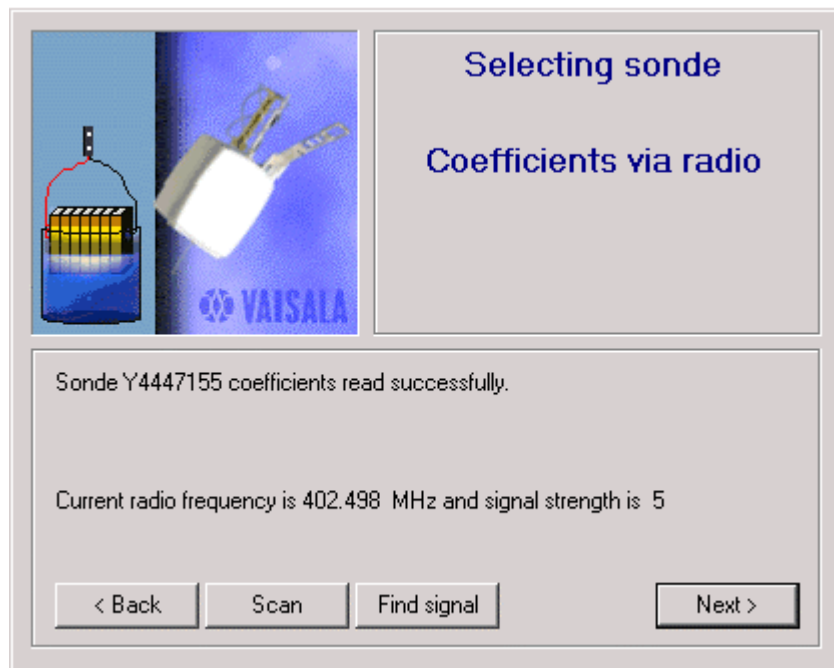 Selecting sonde
Coefficients via radio
VAISALA
Sonde Y4447155 coefficients read successfully.
Current radio frequency is 402.498 MHz and signal strength is 5
< Back
Scan
Find signal
Next >